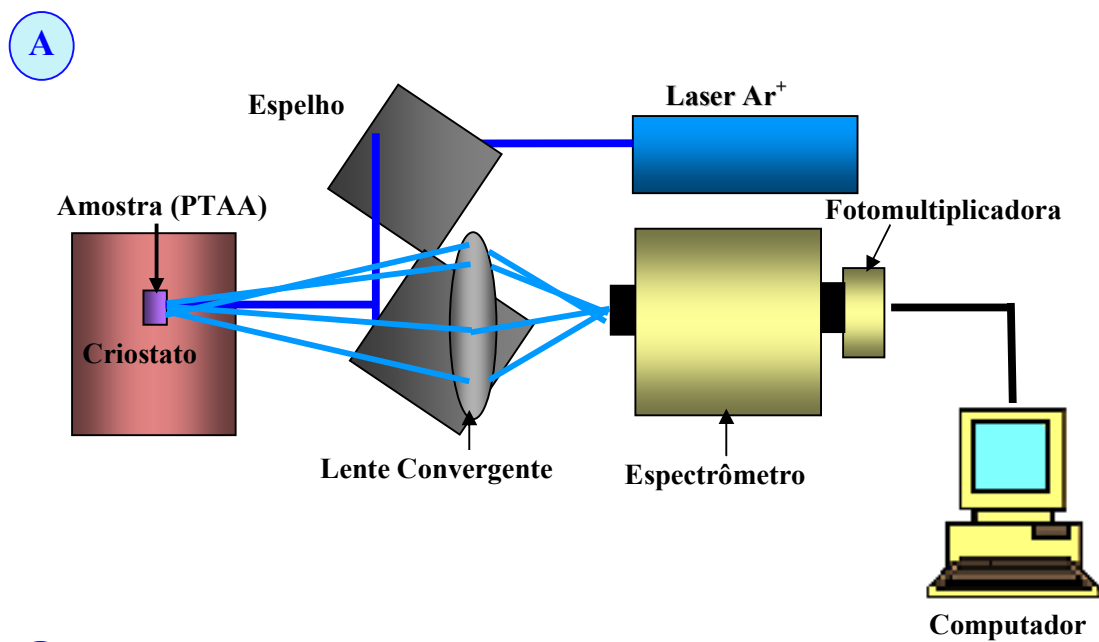 A
Espelho
Laser Ar⁺
Amostra (PTAA)
Fotomultiplicadora
Criostato
Lente Convergente
Espectrômetro
Computador